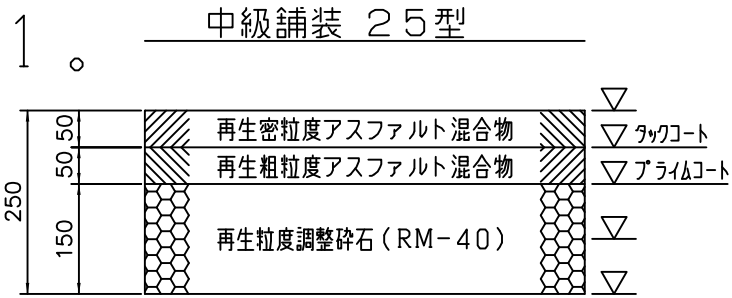 中級舗装 25型
1。
50
再生密粒度アスファルト混合物
タックコート
50
再生粗粒度アスファルト混合物
プライムコート
250
150
再生粒度調整砕石(RM-40)